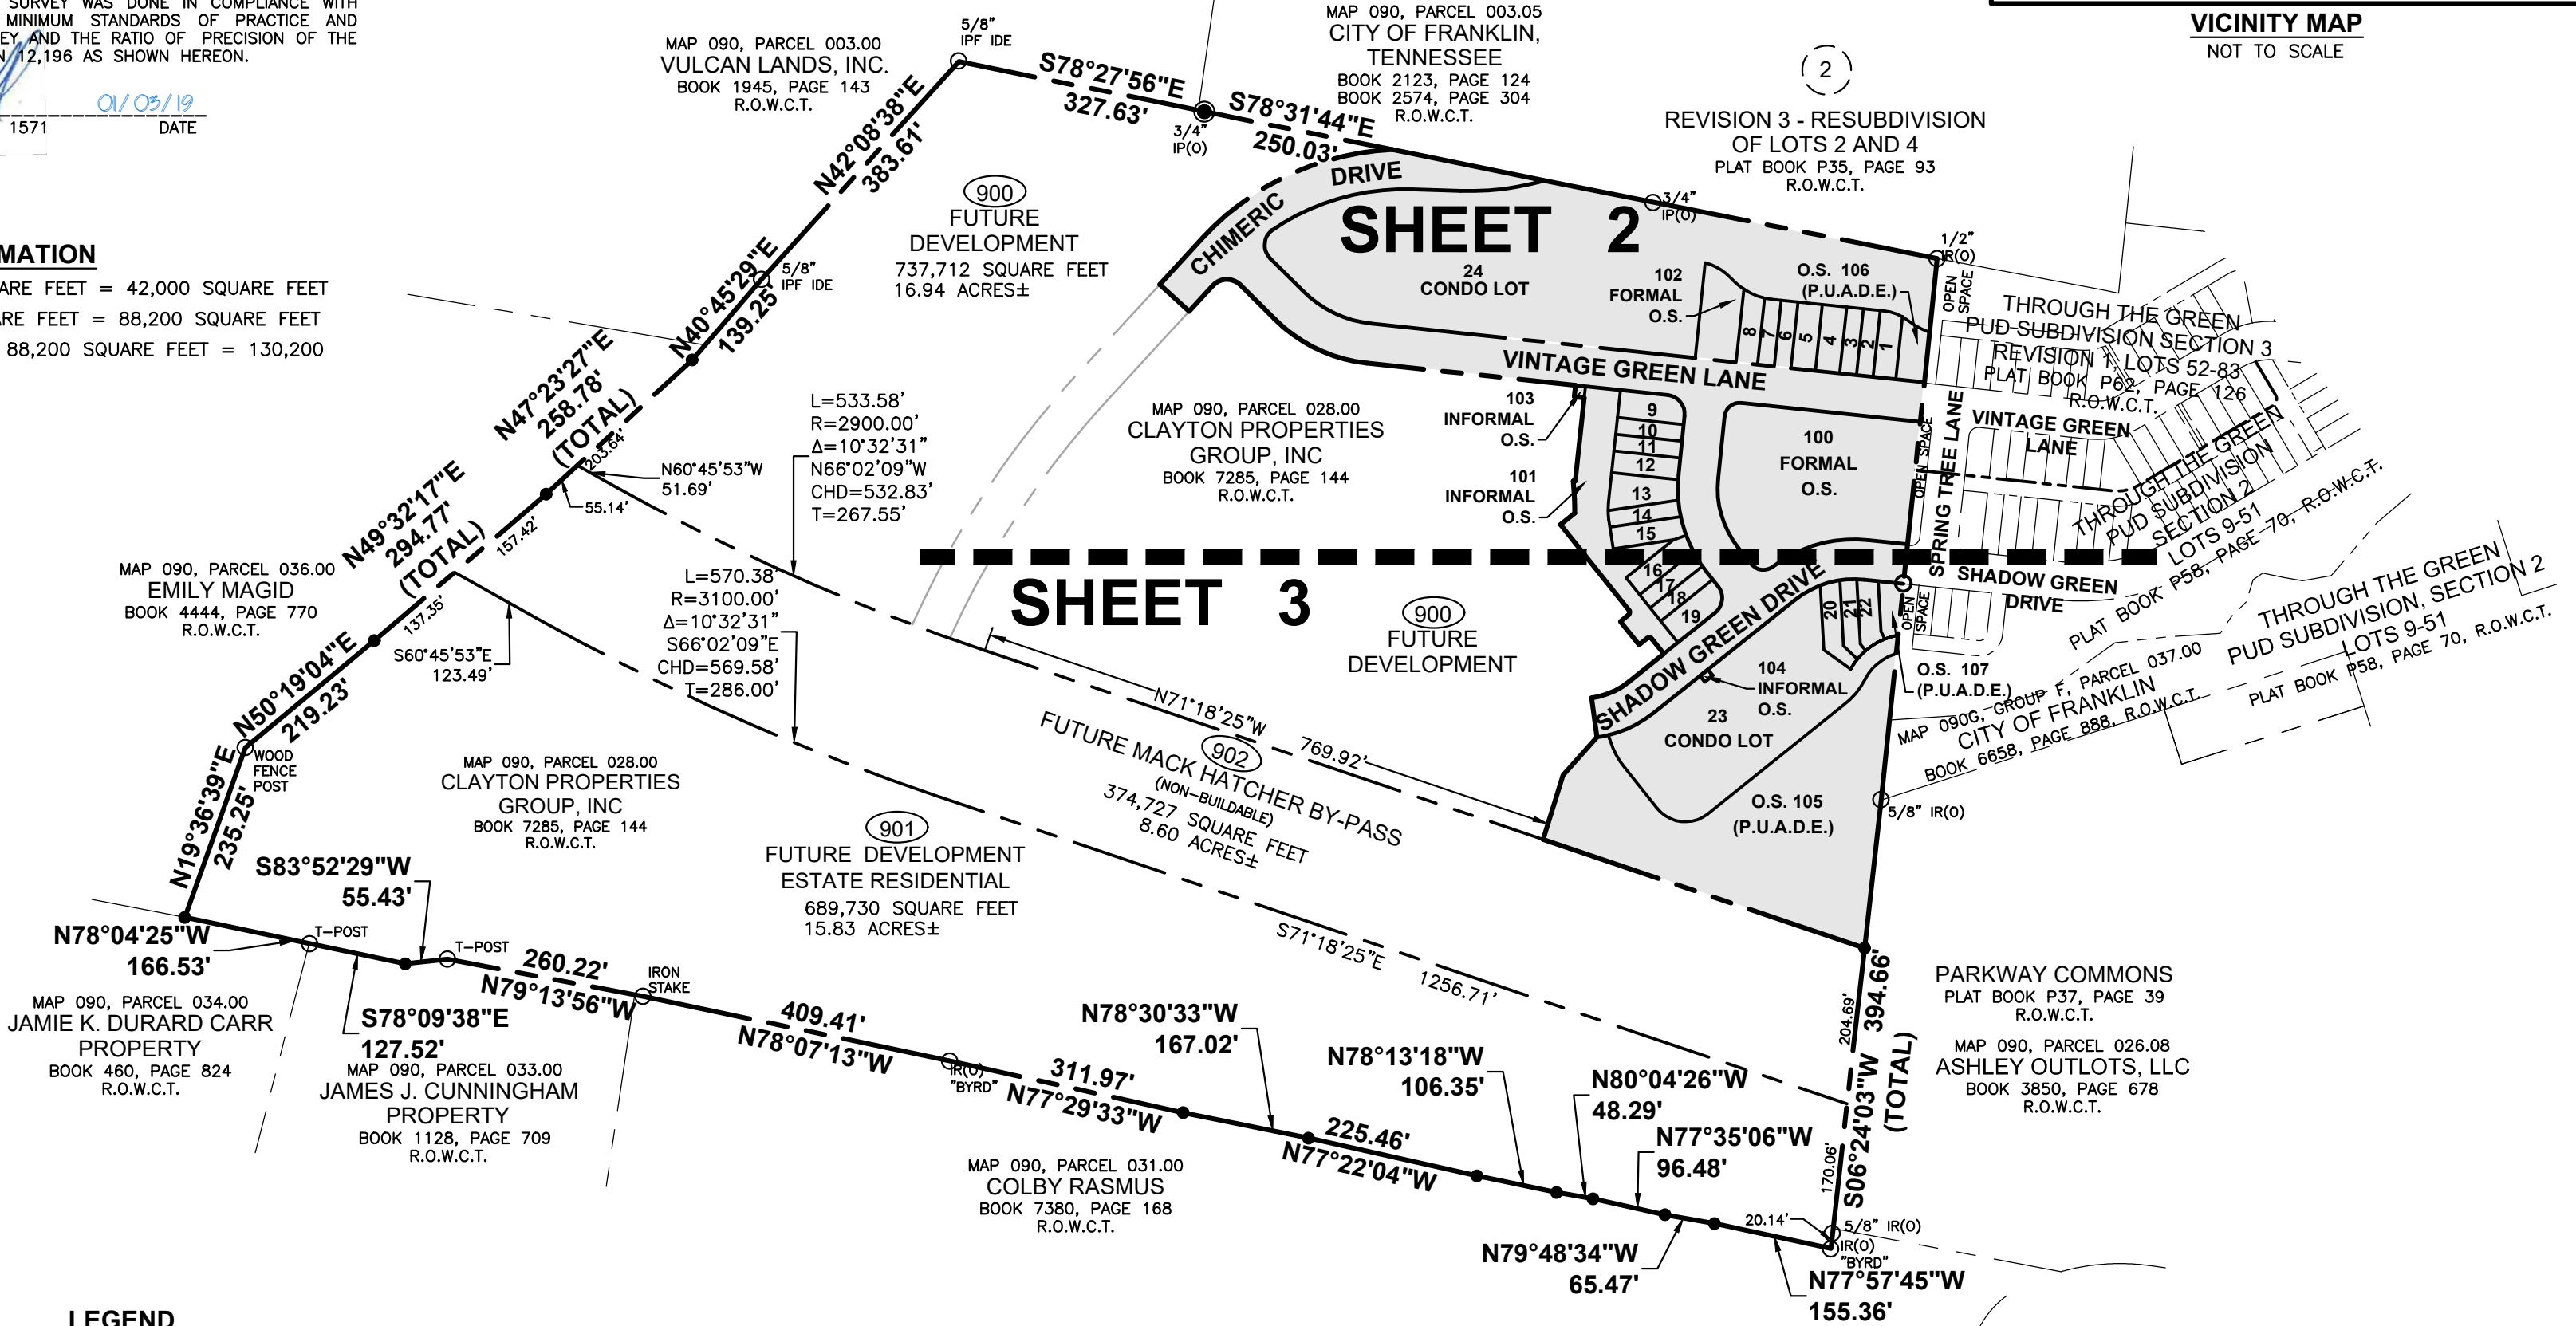 SURVEY WAS DONE IN COMPLIANCE WITH
MINIMUM STANDARDS OF PRACTICE AND
EY AND THE RATIO OF PRECISION OF THE
12,196 AS SHOWN HEREON.
01/03/19
1571 DATE
MATION
ARE FEET = 42,000 SQUARE FEET
RE FEET = 88,200 SQUARE FEET
88,200 SQUARE FEET = 130,200
MAP 090, PARCEL 003.00
VULCAN LANDS, INC.
BOOK 1945, PAGE 143
R.O.W.C.T.
5/8"
IPF IDE
S78°27'56"E
327.63'
3/4"
IP(O)
S78°31'44"E
250.03'
MAP 090, PARCEL 003.05
CITY OF FRANKLIN,
TENNESSEE
BOOK 2123, PAGE 124
BOOK 2574, PAGE 304
R.O.W.C.T.
2
REVISION 3 - RESUBDIVISION
OF LOTS 2 AND 4
PLAT BOOK P35, PAGE 93
R.O.W.C.T.
VICINITY MAP
NOT TO SCALE
N42°08'38"E
383.61'
900
FUTURE
DEVELOPMENT
737,712 SQUARE FEET
16.94 ACRES±
CHIMERIC
DRIVE
SHEET 2
24
CONDO LOT
3/4"
IP(O)
1/2"
IR(O)
102
FORMAL
O.S.
O.S. 106
(P.U.A.D.E.)
8
7
6
5
4
3
2
1
OPEN
SPACE
THROUGH THE GREEN
PUD SUBDIVISION SECTION 3
REVISION 1, LOTS 52-83
PLAT BOOK P62, PAGE 126
R.O.W.C.T.
N40°45'29"E
139.25'
5/8"
IPF IDE
N47°23'27"E
258.78'
(TOTAL)
203.64'
N60°45'53"W
51.69'
55.14'
L=533.58'
R=2900.00'
Δ=10°32'31"
N66°02'09"W
CHD=532.83'
T=267.55'
MAP 090, PARCEL 028.00
CLAYTON PROPERTIES
GROUP, INC
BOOK 7285, PAGE 144
R.O.W.C.T.
VINTAGE GREEN LANE
103
INFORMAL
O.S.
101
INFORMAL
O.S.
9
10
11
12
13
14
15
100
FORMAL
O.S.
OPEN SPACE
SPRING TREE LANE
VINTAGE GREEN
LANE
THROUGH THE GREEN
PUD SUBDIVISION
SECTION 2
LOTS 9-51
PLAT BOOK P58, PAGE 70, R.O.W.C.T.
N49°32'17"E
294.77'
(TOTAL)
157.42'
137.35'
MAP 090, PARCEL 036.00
EMILY MAGID
BOOK 4444, PAGE 770
R.O.W.C.T.
S60°45'53"E
123.49'
L=570.38'
R=3100.00'
Δ=10°32'31"
S66°02'09"E
CHD=569.58'
T=286.00'
SHEET 3
900
FUTURE
DEVELOPMENT
16
17
18
19
SHADOW GREEN DRIVE
20
21
22
OPEN
SPACE
SHADOW GREEN
DRIVE
THROUGH THE GREEN
PUD SUBDIVISION, SECTION 2
LOTS 9-51
PLAT BOOK P58, PAGE 70, R.O.W.C.T.
O.S. 107
(P.U.A.D.E.)
MAP 090G, GROUP F, PARCEL 037.00
CITY OF FRANKLIN
BOOK 6658, PAGE 888, R.O.W.C.T.
104
INFORMAL
O.S.
23
CONDO LOT
O.S. 105
(P.U.A.D.E.)
5/8" IR(O)
N50°19'04"E
219.23'
WOOD
FENCE
POST
N19°36'39"E
235.25'
MAP 090, PARCEL 028.00
CLAYTON PROPERTIES
GROUP, INC
BOOK 7285, PAGE 144
R.O.W.C.T.
N71°18'25"W
769.92'
FUTURE MACK HATCHER BY-PASS
902
(NON-BUILDABLE)
374,727 SQUARE FEET
8.60 ACRES±
901
FUTURE DEVELOPMENT
ESTATE RESIDENTIAL
689,730 SQUARE FEET
15.83 ACRES±
S71°18'25"E 1256.71'
S83°52'29"W
55.43'
N78°04'25"W
166.53'
T-POST
T-POST
260.22'
N79°13'56"W
IRON
STAKE
S78°09'38"E
127.52'
MAP 090, PARCEL 034.00
JAMIE K. DURARD CARR
PROPERTY
BOOK 460, PAGE 824
R.O.W.C.T.
MAP 090, PARCEL 033.00
JAMES J. CUNNINGHAM
PROPERTY
BOOK 1128, PAGE 709
R.O.W.C.T.
409.41'
N78°07'13"W
IR(O)
"BYRD"
311.97'
N77°29'33"W
N78°30'33"W
167.02'
225.46'
N77°22'04"W
N78°13'18"W
106.35'
N80°04'26"W
48.29'
N77°35'06"W
96.48'
N79°48'34"W
65.47'
20.14'
5/8" IR(O)
IR(O)
"BYRD"
N77°57'45"W
155.36'
204.69'
170.06'
S06°24'03"W 394.66'
(TOTAL)
PARKWAY COMMONS
PLAT BOOK P37, PAGE 39
R.O.W.C.T.
MAP 090, PARCEL 026.08
ASHLEY OUTLOTS, LLC
BOOK 3850, PAGE 678
R.O.W.C.T.
MAP 090, PARCEL 031.00
COLBY RASMUS
BOOK 7380, PAGE 168
R.O.W.C.T.
LEGEND